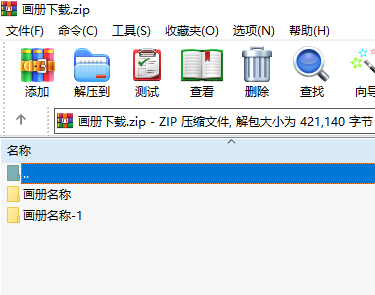 画册下载.zip
文件(F) 命令(C) 工具(S) 收藏夹(O) 选项(N) 帮助(H)
添加 解压到 测试 查看 删除 查找 向导
画册下载.zip - ZIP 压缩文件, 解包大小为 421,140 字节
名称
..
画册名称
画册名称-1